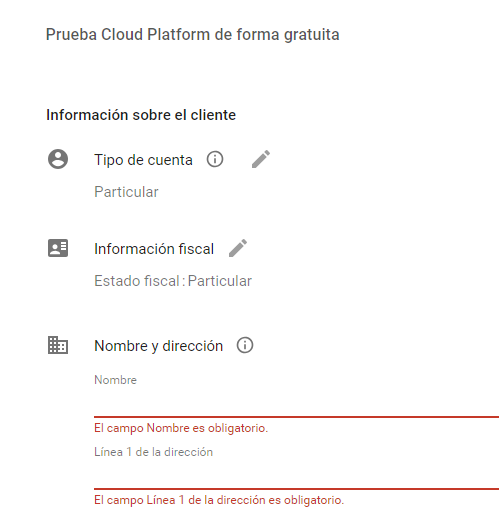 Prueba Cloud Platform de forma gratuita
Información sobre el cliente
Tipo de cuenta
Particular
Información fiscal
Estado fiscal: Particular
Nombre y dirección
Nombre
El campo Nombre es obligatorio.
Línea 1 de la dirección
El campo Línea 1 de la dirección es obligatorio.